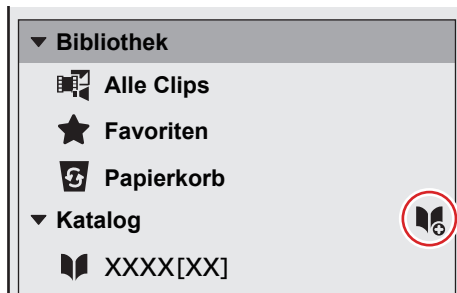 Bibliothek
Alle Clips
Favoriten
Papierkorb
Katalog
XXXX[XX]